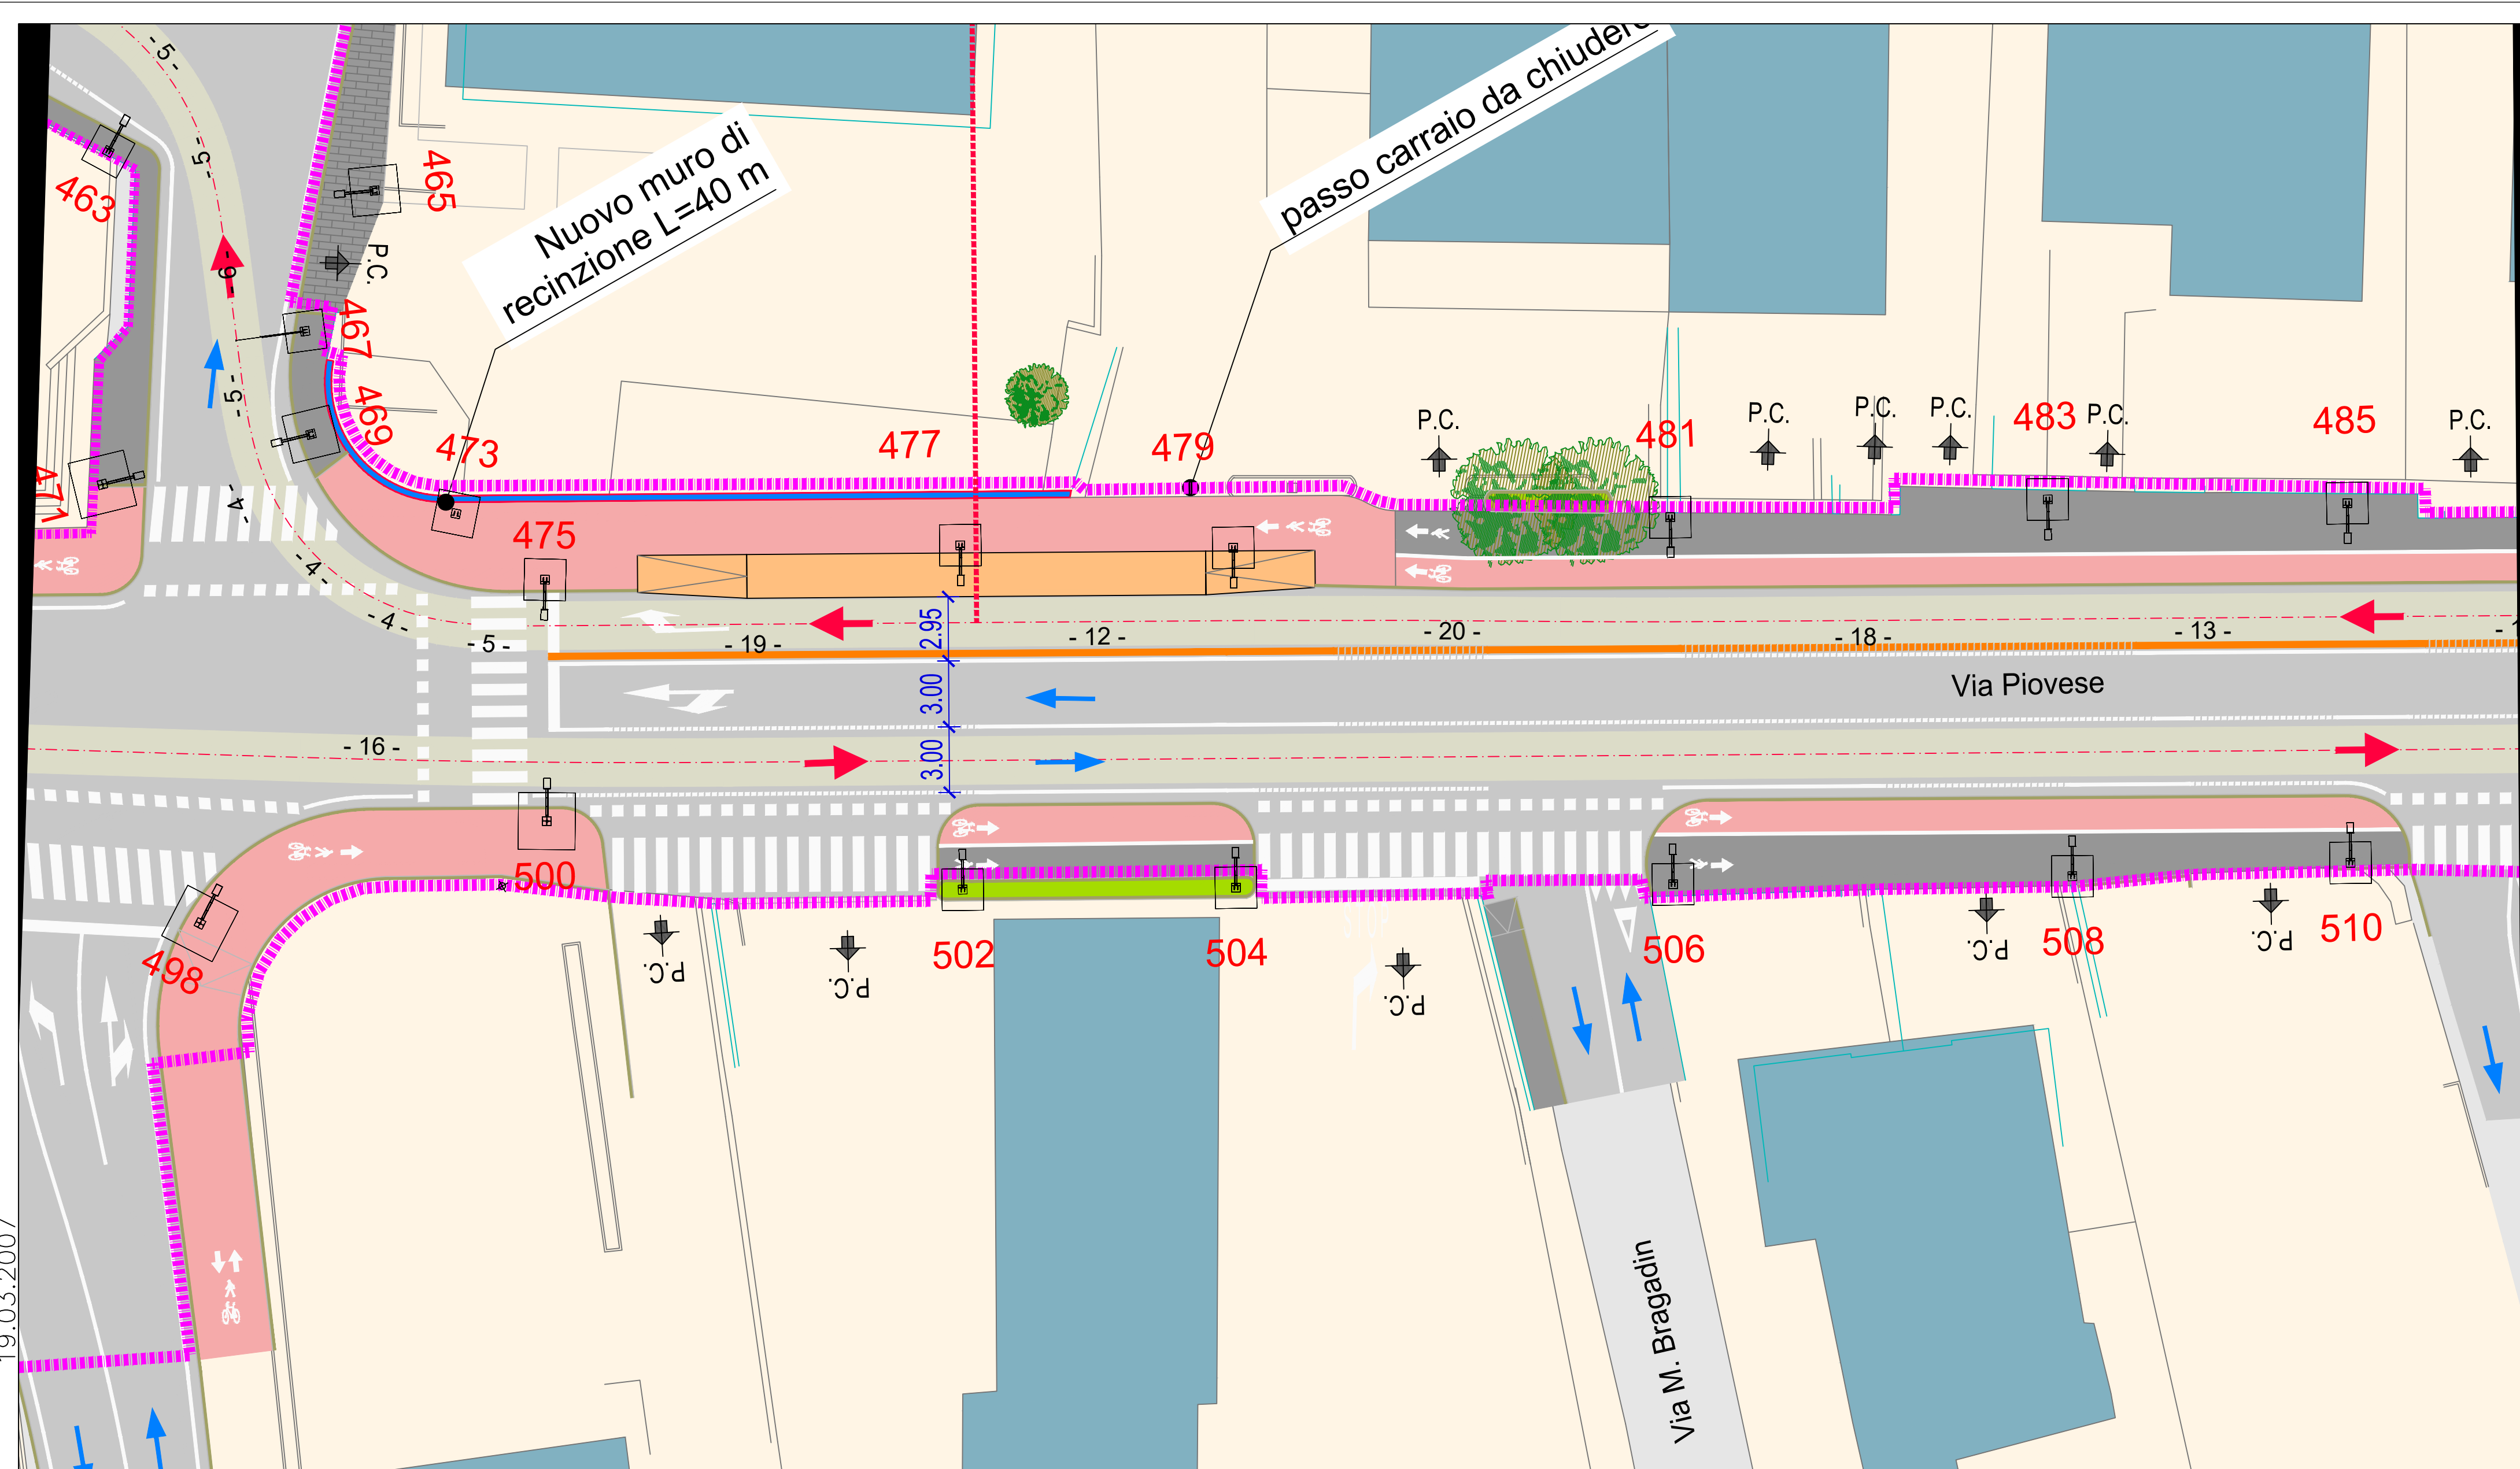 - 5 -
passo carraio da chiudere
Nuovo muro di
recinzione L=40 m
463
- 5 -
465
P.C.
- 6 -
467
- 5 -
469
473
477
479
P.C.
481
P.C.
P.C.
P.C.
483
P.C.
485
P.C.
471
- 4 -
475
- 4 -
- 4 -
- 5 -
- 19 -
2.95
- 12 -
- 20 -
- 18 -
- 13 -
3.00
Via Piovese
- 16 -
3.00
500
498
P.C.
P.C.
502
504
P.C.
506
P.C.
508
P.C.
510
Via M. Bragadin
19.03.2007